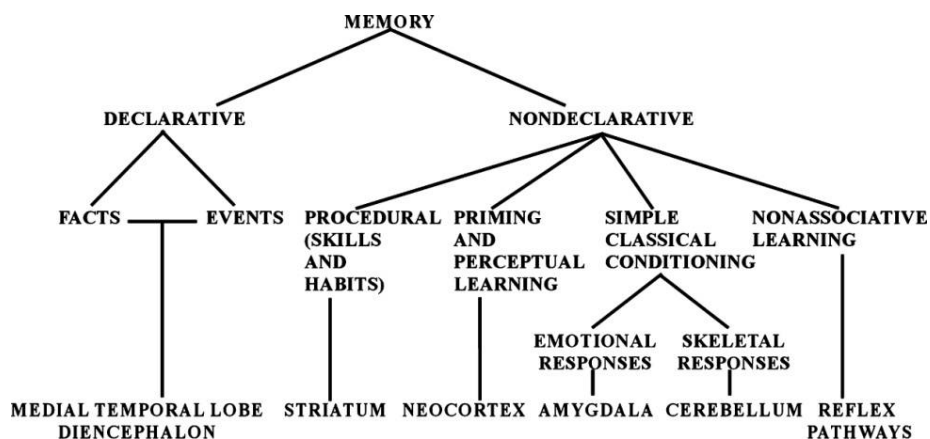 MEMORY
DECLARATIVE
NONDECLARATIVE
FACTS
EVENTS
PROCEDURAL
(SKILLS
AND
HABITS)
PRIMING
AND
PERCEPTUAL
LEARNING
SIMPLE
CLASSICAL
CONDITIONING
NONASSOCIATIVE
LEARNING
EMOTIONAL
RESPONSES
SKELETAL
RESPONSES
MEDIAL TEMPORAL LOBE
DIENCEPHALON
STRIATUM
NEOCORTEX
AMYGDALA
CEREBELLUM
REFLEX
PATHWAYS